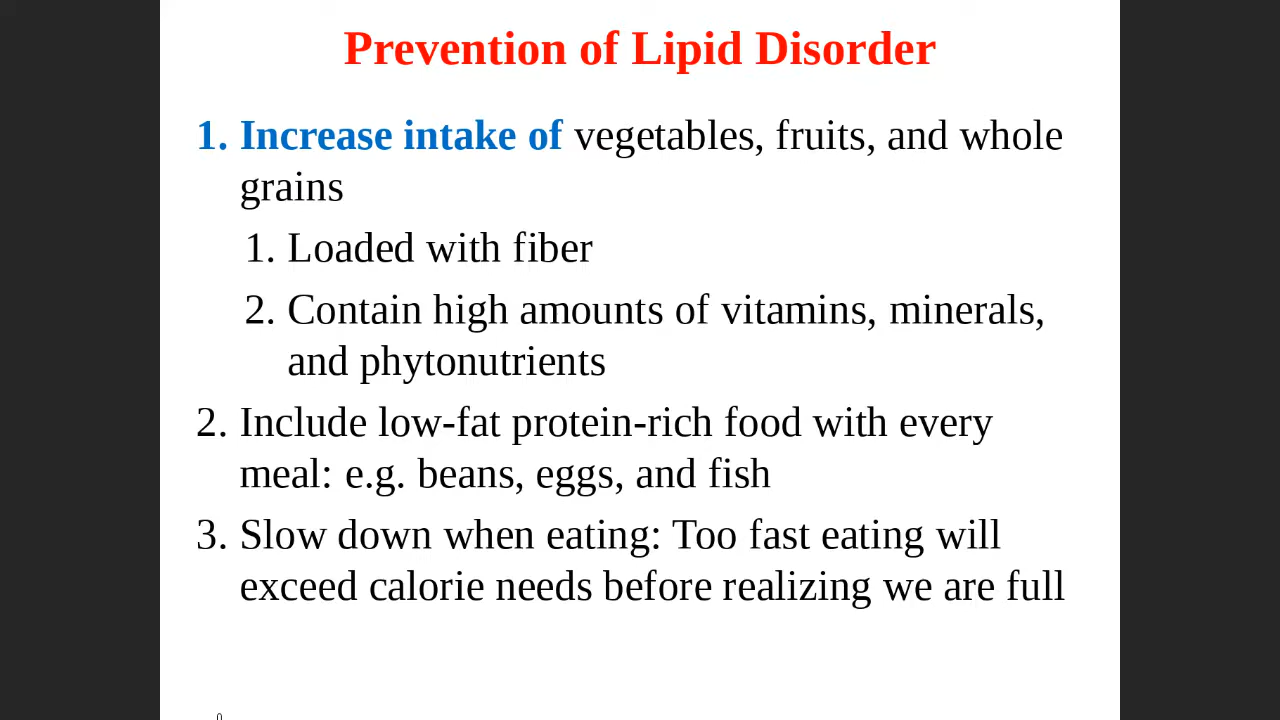 Prevention of Lipid Disorder
1. Increase intake of vegetables, fruits, and whole
grains
1. Loaded with fiber
2. Contain high amounts of vitamins, minerals,
and phytonutrients
2. Include low-fat protein-rich food with every
meal: e.g. beans, eggs, and fish
3. Slow down when eating: Too fast eating will
exceed calorie needs before realizing we are full